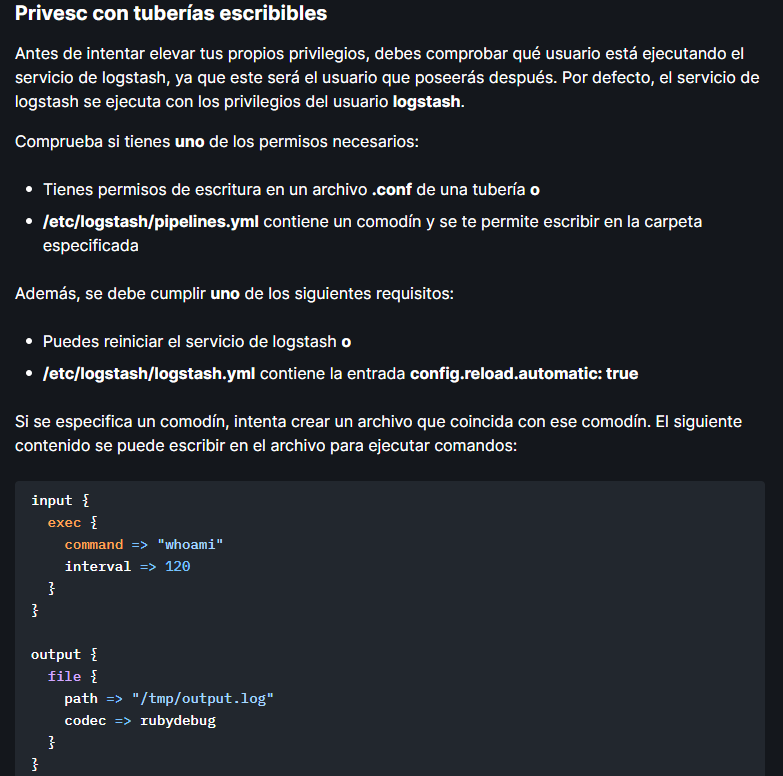 Privesc con tuberías escribibles
Antes de intentar elevar tus propios privilegios, debes comprobar qué usuario está ejecutando el
servicio de logstash, ya que este será el usuario que poseerás después. Por defecto, el servicio de
logstash se ejecuta con los privilegios del usuario logstash.
Comprueba si tienes uno de los permisos necesarios:
• Tienes permisos de escritura en un archivo .conf de una tubería o
• /etc/logstash/pipelines.yml contiene un comodín y se te permite escribir en la carpeta
especificada
Además, se debe cumplir uno de los siguientes requisitos:
• Puedes reiniciar el servicio de logstash o
• /etc/logstash/logstash.yml contiene la entrada config.reload.automatic: true
Si se especifica un comodín, intenta crear un archivo que coincida con ese comodín. El siguiente
contenido se puede escribir en el archivo para ejecutar comandos:
input {
  exec {
    command => "whoami"
    interval => 120
  }
}
output {
  file {
    path => "/tmp/output.log"
    codec => rubydebug
  }
}